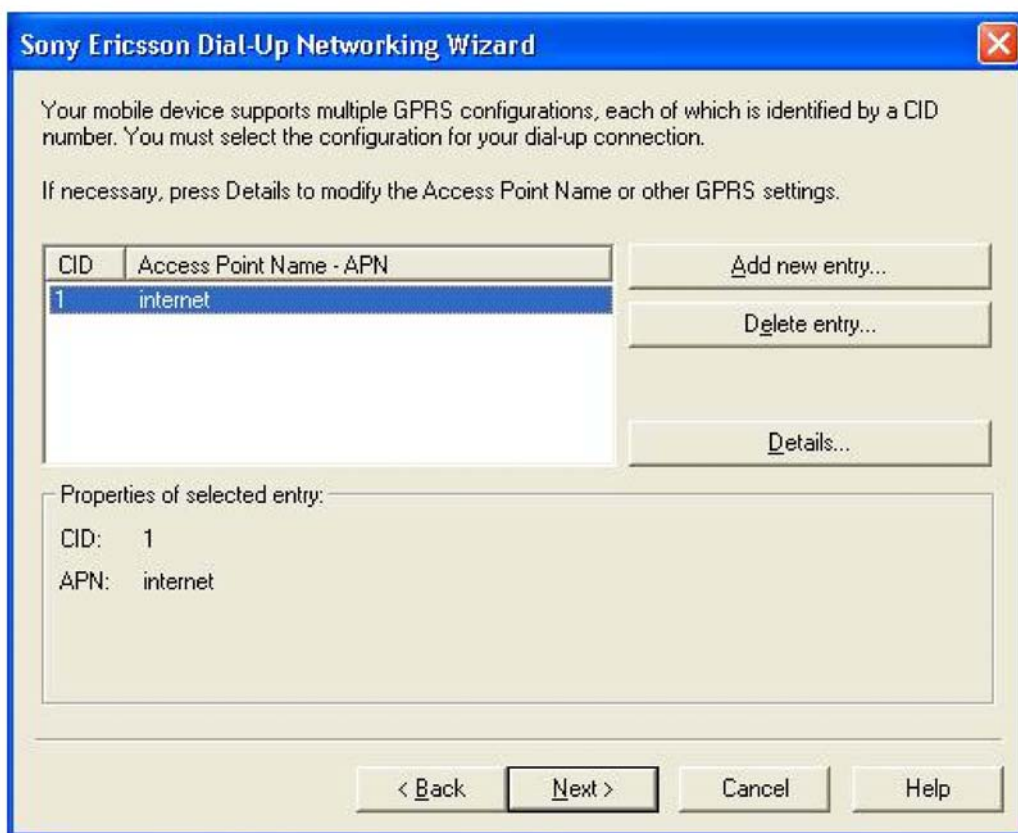 Sony Ericsson Dial-Up Networking Wizard
Your mobile device supports multiple GPRS configurations, each of which is identified by a CID
number. You must select the configuration for your dial-up connection.
If necessary, press Details to modify the Access Point Name or other GPRS settings.
CID Access Point Name - APN
1 internet
Add new entry...
Delete entry...
Details...
Properties of selected entry:
CID: 1
APN: internet
< Back Next > Cancel Help